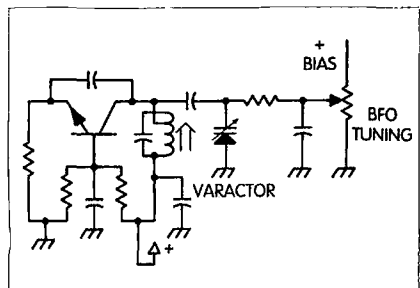 +
BIAS
BFO
TUNING
VARACTOR
+